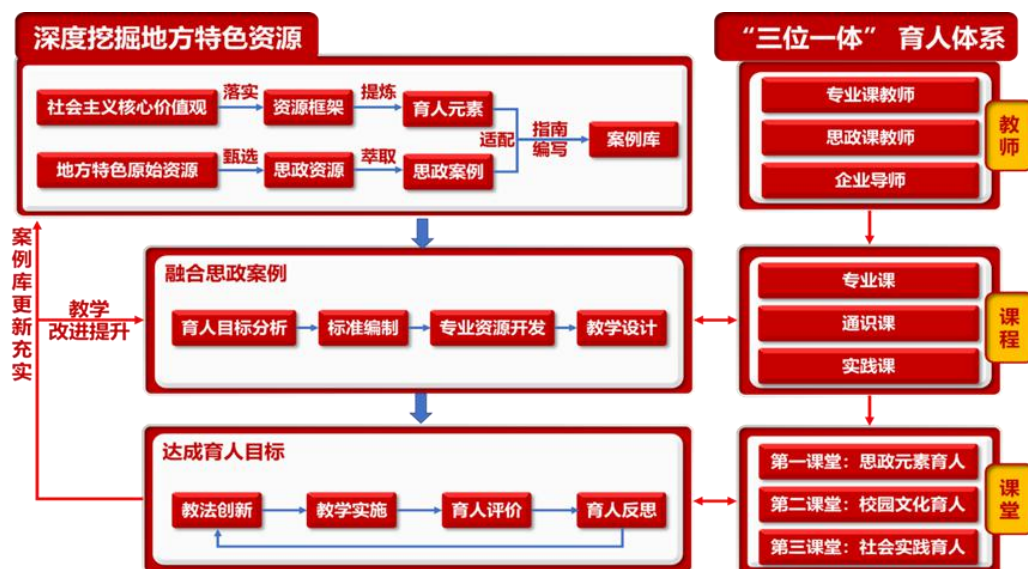 深度挖掘地方特色资源
社会主义核心价值观
落实
资源框架
提炼
育人元素
适配
指南
编写
案例库
地方特色原始资源
甄选
思政资源
萃取
思政案例
融合思政案例
育人目标分析
标准编制
专业资源开发
教学设计
达成育人目标
教法创新
教学实施
育人评价
育人反思
案例库更新充实
教学
改进提升
“三位一体” 育人体系
专业课教师
思政课教师
企业导师
教师
专业课
通识课
实践课
课程
第一课堂：思政元素育人
第二课堂：校园文化育人
第三课堂：社会实践育人
课堂